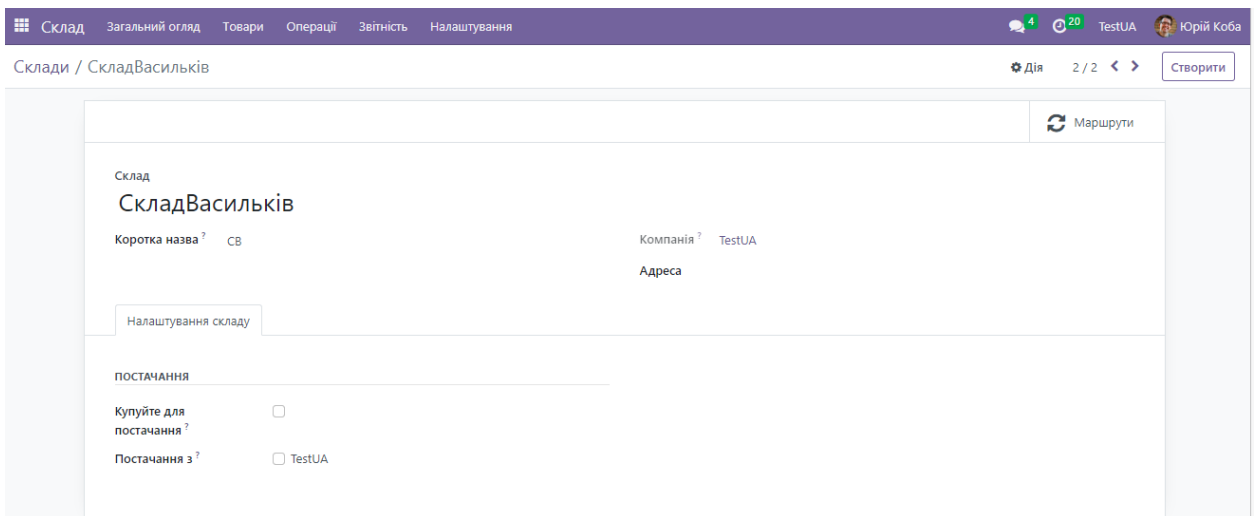 Склад Загальний огляд Товари Операції Звітність Налаштування 4 20 TestUA Юрій Коба
Склади / СкладВасильків Дія 2 / 2 Створити
Маршрути
Склад
СкладВасильків
Коротка назва ? СВ Компанія ? TestUA
Адреса
Налаштування складу
ПОСТАЧАННЯ
Купуйте для
постачання ?
Постачання з ? TestUA